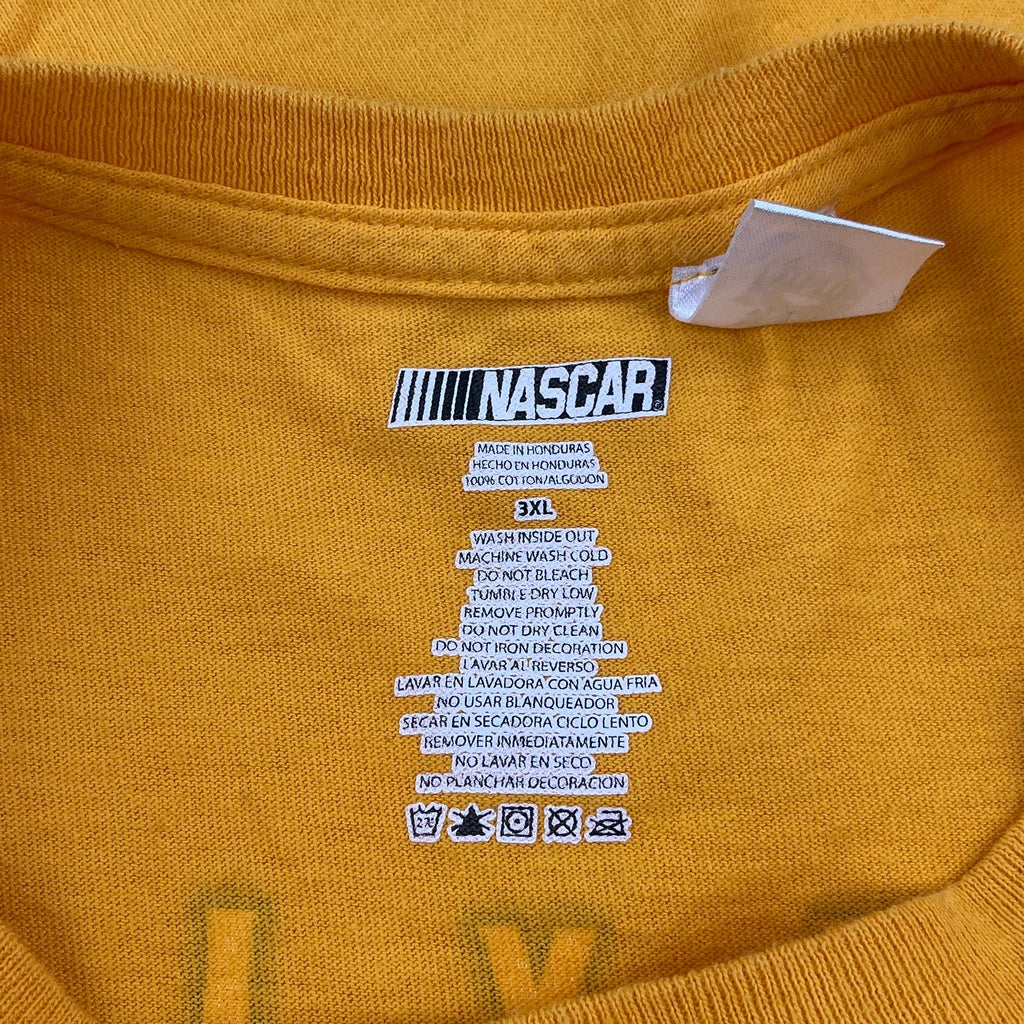 NASCAR
MADE IN HONDURAS
HECHO EN HONDURAS
100% COTTON/ALGODON
3XL
WASH INSIDE OUT
MACHINE WASH COLD
DO NOT BLEACH
TUMBLE DRY LOW
REMOVE PROMPTLY
DO NOT DRY CLEAN
DO NOT IRON DECORATION
LAVAR AL REVERSO
LAVAR EN LAVADORA CON AGUA FRIA
NO USAR BLANQUEADOR
SECAR EN SECADORA CICLO LENTO
REMOVER INMEDIATAMENTE
NO LAVAR EN SECO
NO PLANCHAR DECORACION